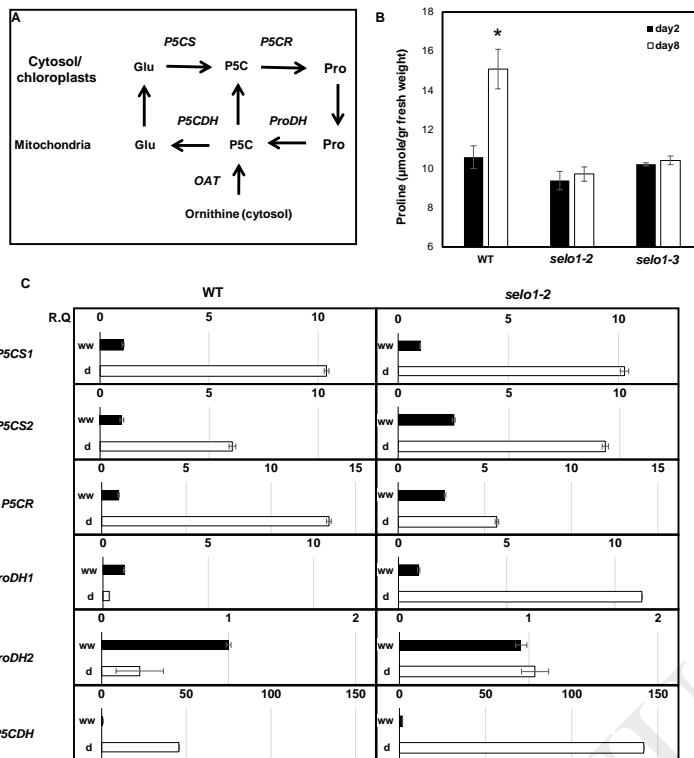 A
P5CS
P5CR
Cytosol/
chloroplasts
Glu
P5C
Pro
P5CDH
ProDH
Mitochondria
Glu
P5C
Pro
OAT
Ornithine (cytosol)
B
Proline (µmole/gr fresh weight)
18
16
14
12
10
8
6
day2
day8
*
WT
selo1-2
selo1-3
C
WT
selo1-2
R.Q
0 5 10
0 5 10
P5CS1
ww
d
ww
d
0 5 10
0 5 10
P5CS2
ww
d
ww
d
0 5 10 15
0 5 10 15
P5CR
ww
d
ww
d
0 5 10
0 5 10
roDH1
ww
d
ww
d
0 1 2
0 1 2
roDH2
ww
d
ww
d
0 50 100 150
0 50 100 150
P5CDH
ww
d
ww
d